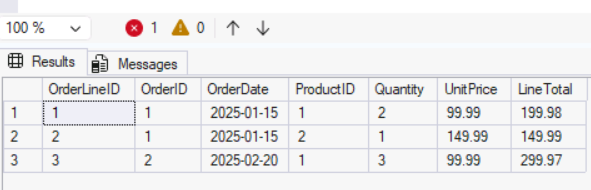 100 % 1 0
Results Messages
OrderLineID OrderID OrderDate ProductID Quantity UnitPrice LineTotal
1 1 1 2025-01-15 1 2 99.99 199.98
2 2 1 2025-01-15 2 1 149.99 149.99
3 3 2 2025-02-20 1 3 99.99 299.97